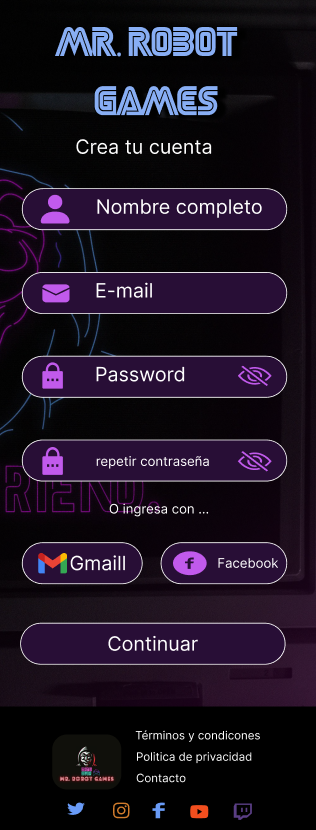 MR. ROBOT
GAMES
Crea tu cuenta
Nombre completo
E-mail
Password
repetir contraseña
RIEND.
O ingresa con ...
Gmaill
Facebook
Continuar
Términos y condicones
Politica de privacidad
MR. ROBOT GAMES
Contacto